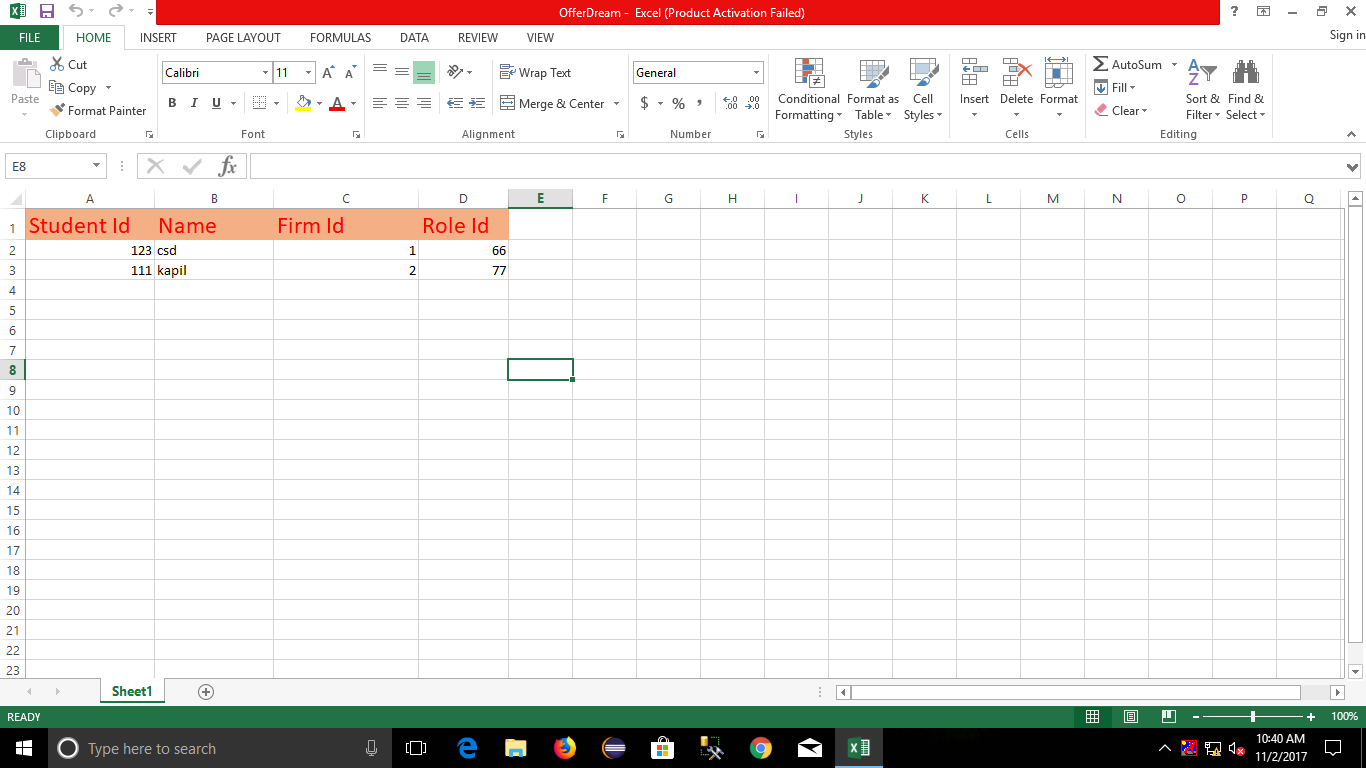 OfferDream - Excel (Product Activation Failed)
?
FILE HOME INSERT PAGE LAYOUT FORMULAS DATA REVIEW VIEW Sign in
Paste
Cut
Copy
Format Painter
Clipboard
Calibri 11 A A
B I U A
Font
Wrap Text
Merge & Center
Alignment
General
$ % ,
.00 .0
Number
Conditional Formatting
Format as Table
Cell Styles
Styles
Insert Delete Format
Cells
AutoSum
Fill
Clear
Sort & Filter
Find & Select
Editing
E8 fx
A B C D E F G H I J K L M N O P Q
1 Student Id Name Firm Id Role Id
2 123 csd 1 66
3 111 kapil 2 77
4
5
6
7
8
9
10
11
12
13
14
15
16
17
18
19
20
21
22
23
Sheet1
READY 100%
Type here to search
10:40 AM
11/2/2017